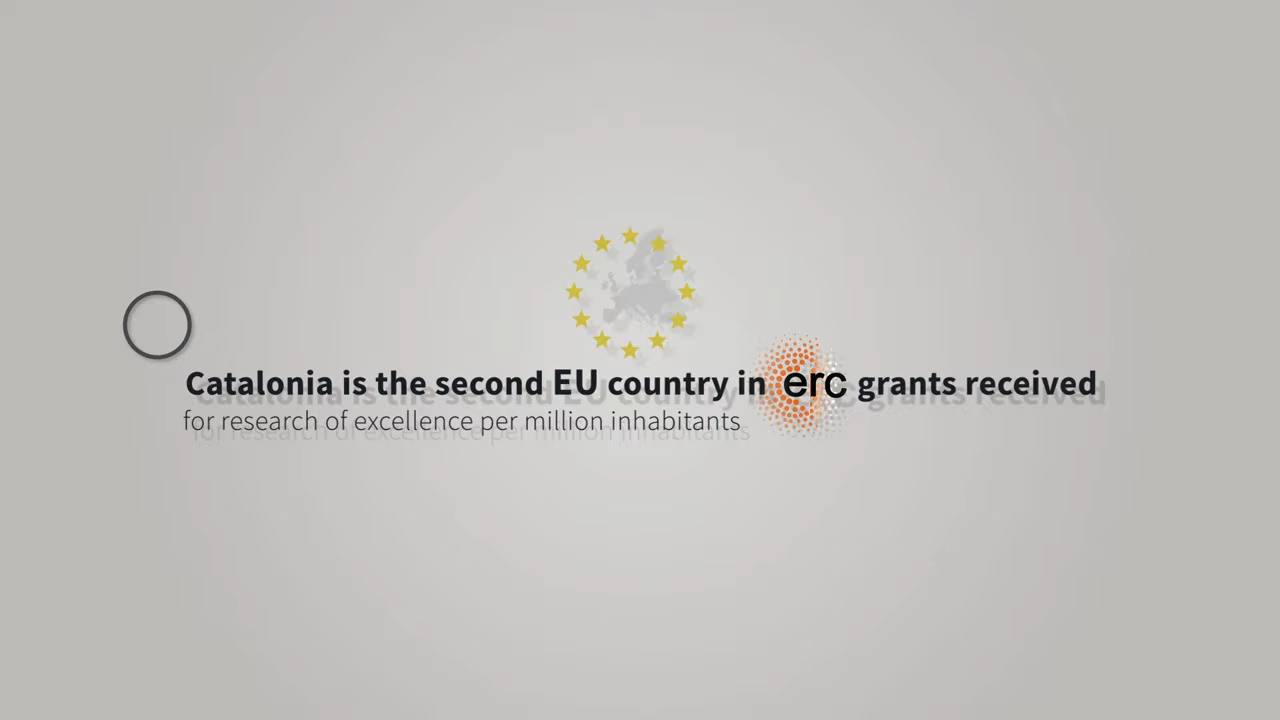 Catalonia is the second EU country in erc grants received
for research of excellence per million inhabitants